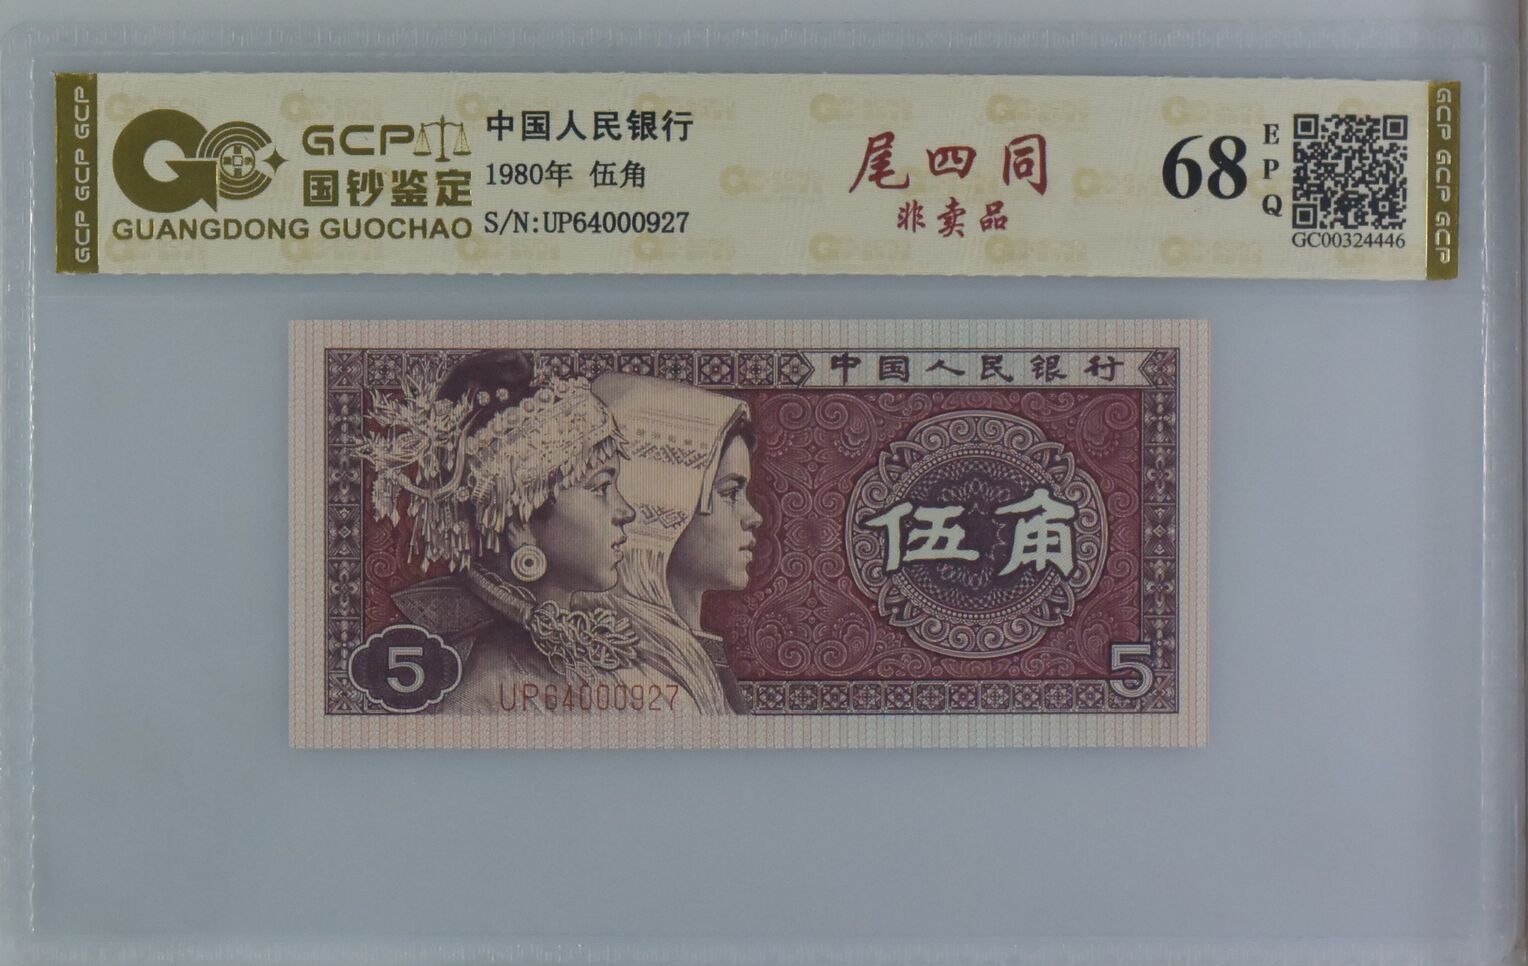 GCP GCP GCP
GCP
国钞鉴定
GUANGDONG GUOCHAO
中国人民银行
1980年 伍角
S/N:UP64000927
尾四同
非卖品
68
EPQ
GC00324446
GCP GCP GCP
中国人民银行
伍角
5
5
UP64000927